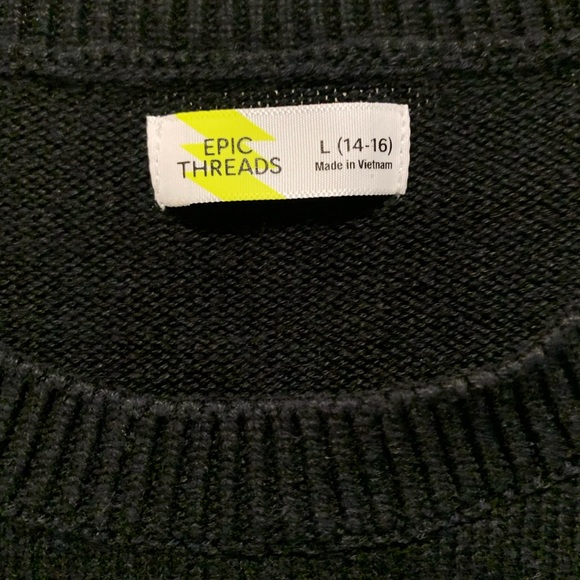 EPIC
THREADS
L (14-16)
Made in Vietnam